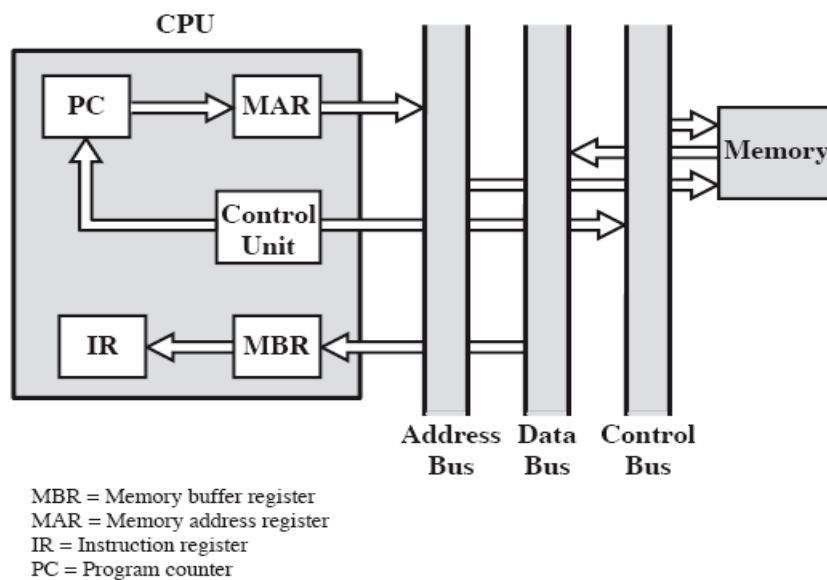 CPU
PC
MAR
Memory
Control
Unit
IR
MBR
Address
Bus
Data
Bus
Control
Bus
MBR = Memory buffer register
MAR = Memory address register
IR = Instruction register
PC = Program counter